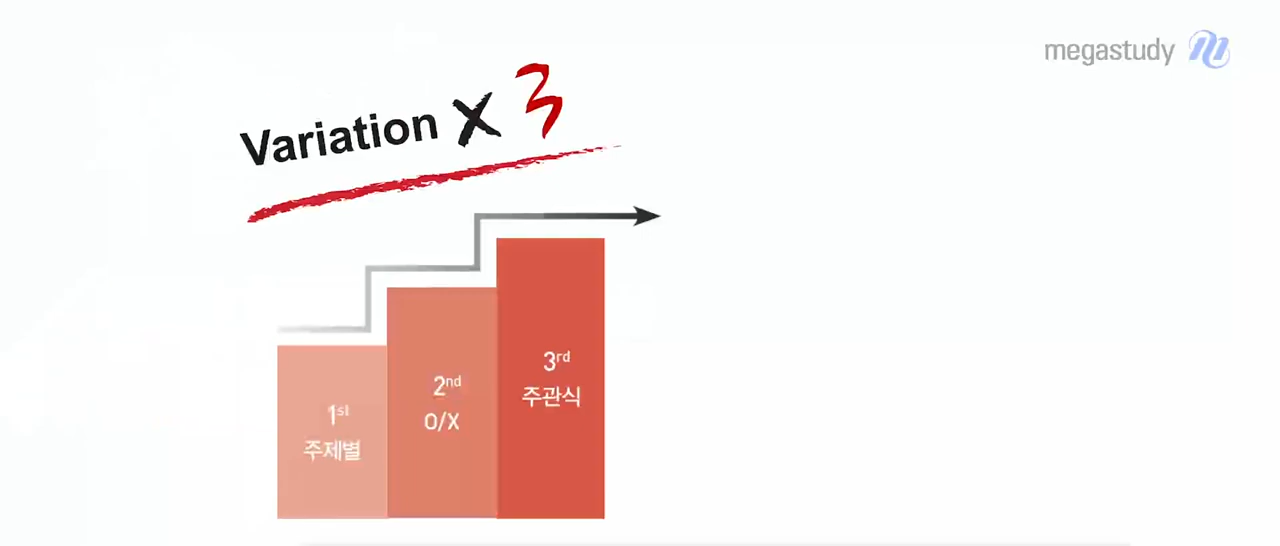 megastudy
Variation X 3
1st
주제별
2nd
O/X
3rd
주관식